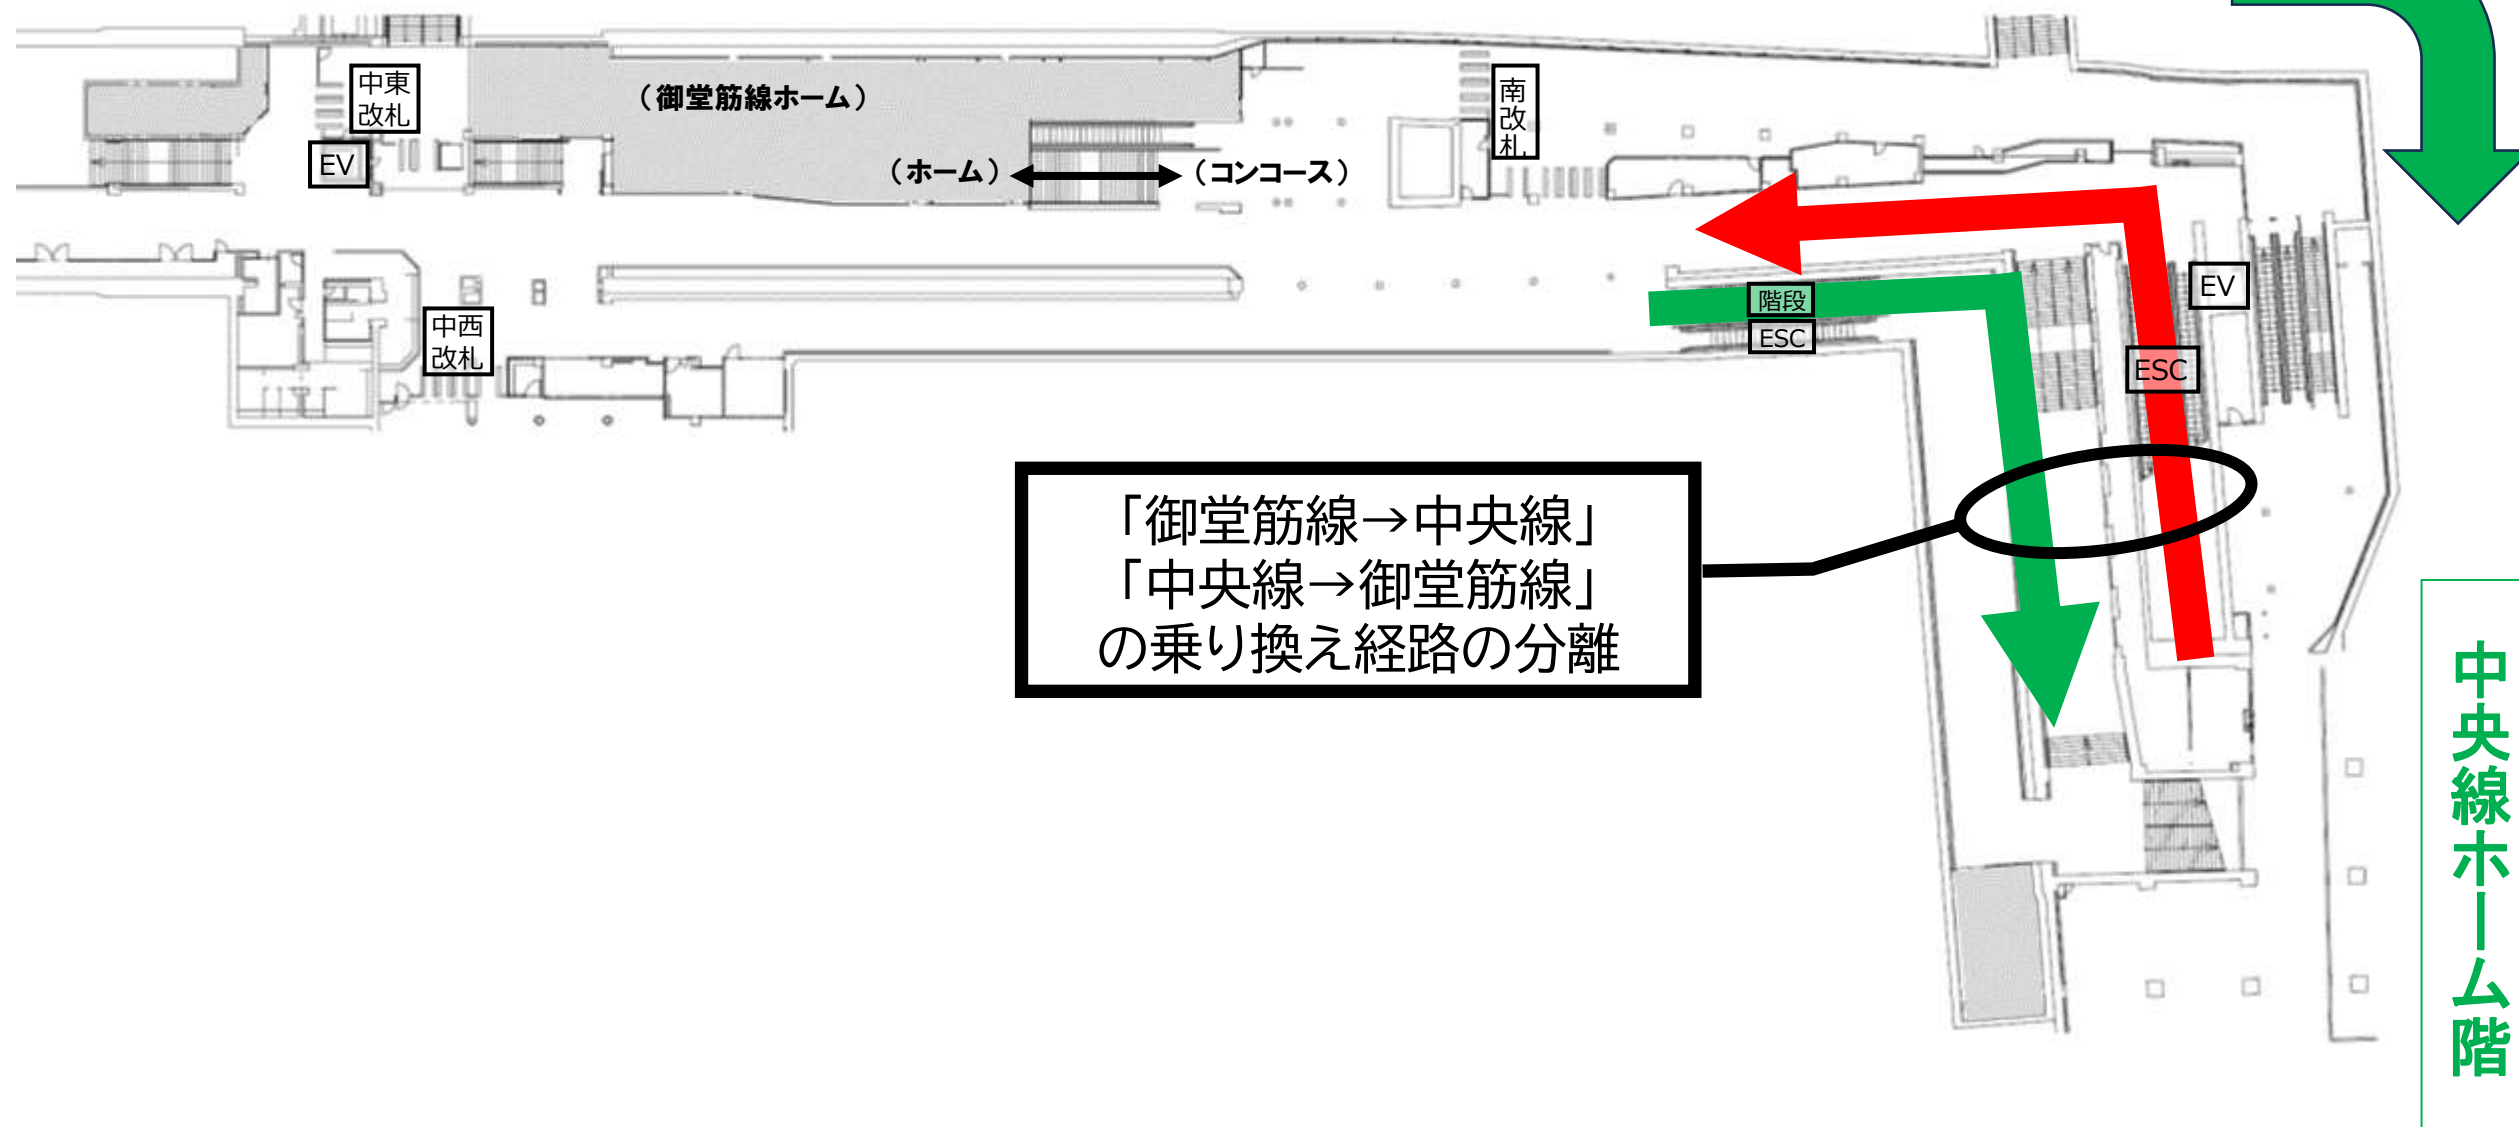 中東
改札
EV
（御堂筋線ホーム）
（ホーム）
（コンコース）
南改札
中西
改札
階段
ESC
EV
ESC
「御堂筋線→中央線」
「中央線→御堂筋線」
の乗り換え経路の分離
中央線ホーム階